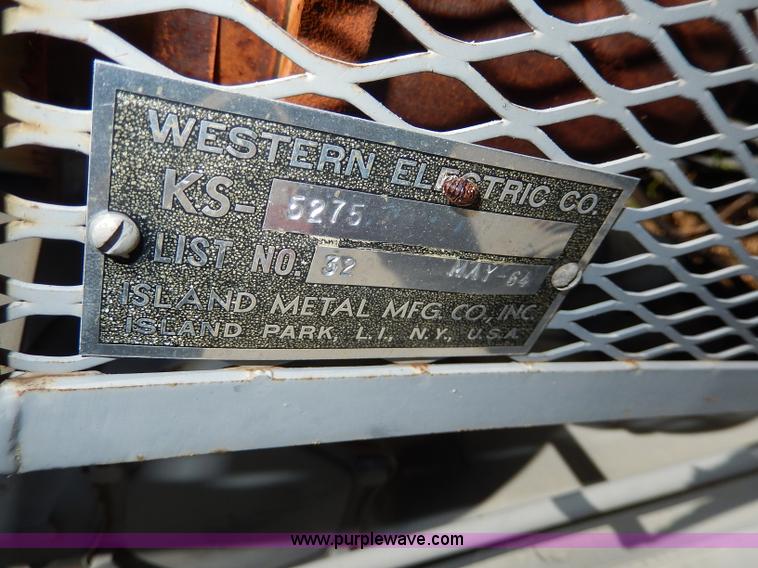 WESTERN ELECTRIC CO.
KS- 5275
LIST NO. 32 MAY-64
ISLAND METAL MFG. CO., INC
ISLAND PARK, L.I., N.Y., U.S.A.
www.purplewave.com